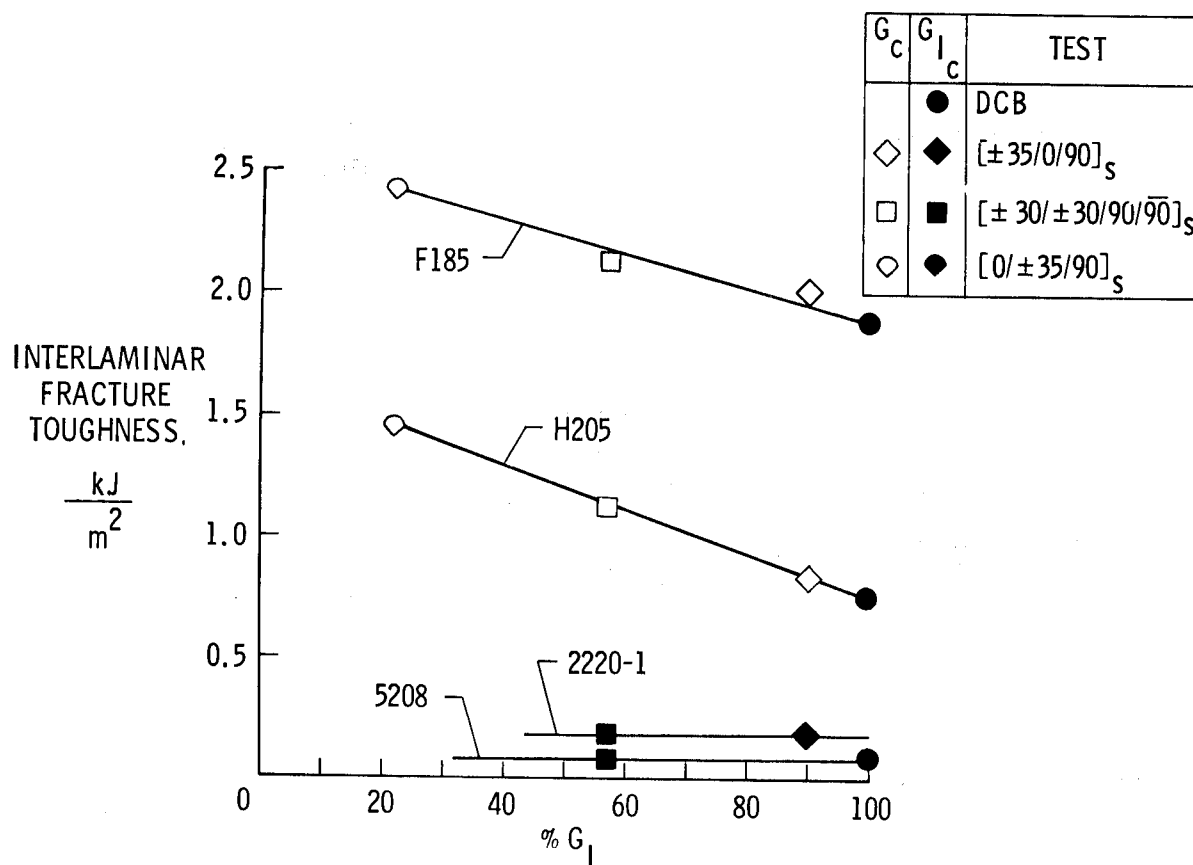 G_C G_I_C TEST
DCB
[±35/0/90]_S
[±30/±30/90/9̅0̅]_S
[0/±35/90]_S
2.5
2.0
1.5
1.0
0.5
INTERLAMINAR
FRACTURE
TOUGHNESS,
kJ
m²
F185
H205
2220-1
5208
0 20 40 60 80 100
% G_I